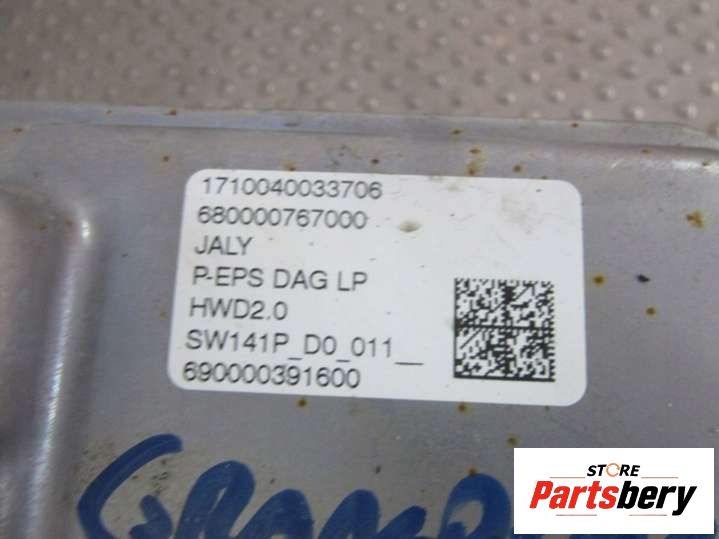 1710040033706
680000767000
JALY
P-EPS DAG LP
HWD2.0
SW141P_D0_011__
690000391600
STORE
Partsbery